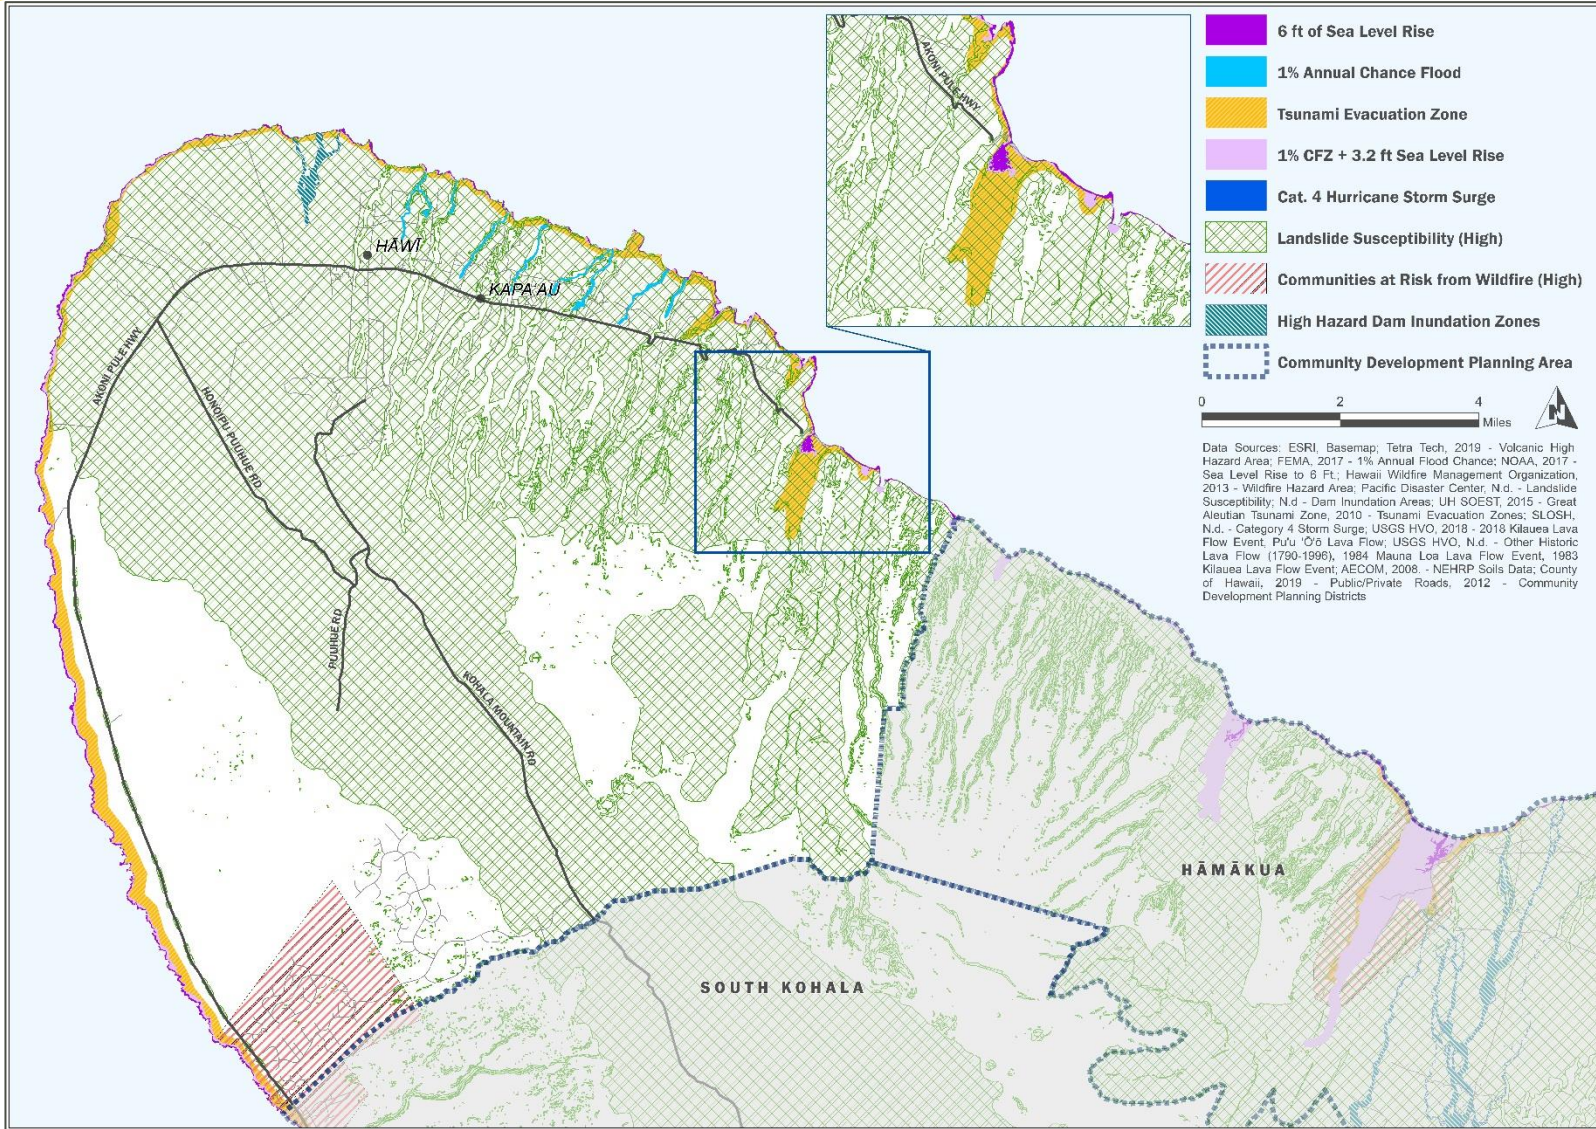 AKONI PULE HWY
6 ft of Sea Level Rise
1% Annual Chance Flood
Tsunami Evacuation Zone
1% CFZ + 3.2 ft Sea Level Rise
Cat. 4 Hurricane Storm Surge
Landslide Susceptibility (High)
Communities at Risk from Wildfire (High)
High Hazard Dam Inundation Zones
Community Development Planning Area
0 2 4
Miles
N
Data Sources: ESRI, Basemap; Tetra Tech, 2019 - Volcanic High
Hazard Area; FEMA, 2017 - 1% Annual Flood Chance; NOAA, 2017 -
Sea Level Rise to 6 Ft.; Hawaii Wildfire Management Organization,
2013 - Wildfire Hazard Area; Pacific Disaster Center, N.d. - Landslide
Susceptibility; N.d - Dam Inundation Areas; UH SOEST, 2015 - Great
Aleutian Tsunami Zone, 2010 - Tsunami Evacuation Zones; SLOSH,
N.d. - Category 4 Storm Surge; USGS HVO, 2018 - 2018 Kilauea Lava
Flow Event, Pu'u 'Ō'ō Lava Flow; USGS HVO, N.d. - Other Historic
Lava Flow (1790-1996), 1984 Mauna Loa Lava Flow Event, 1983
Kilauea Lava Flow Event; AECOM, 2008. - NEHRP Soils Data; County
of Hawaii, 2019 - Public/Private Roads, 2012 - Community
Development Planning Districts
HĀWĪ
KAPA'AU
AKONI PULE HWY
HONOIPU PUUHUE RD
PUUHUE RD
KOHALA MOUNTAIN RD
HĀMĀKUA
SOUTH KOHALA